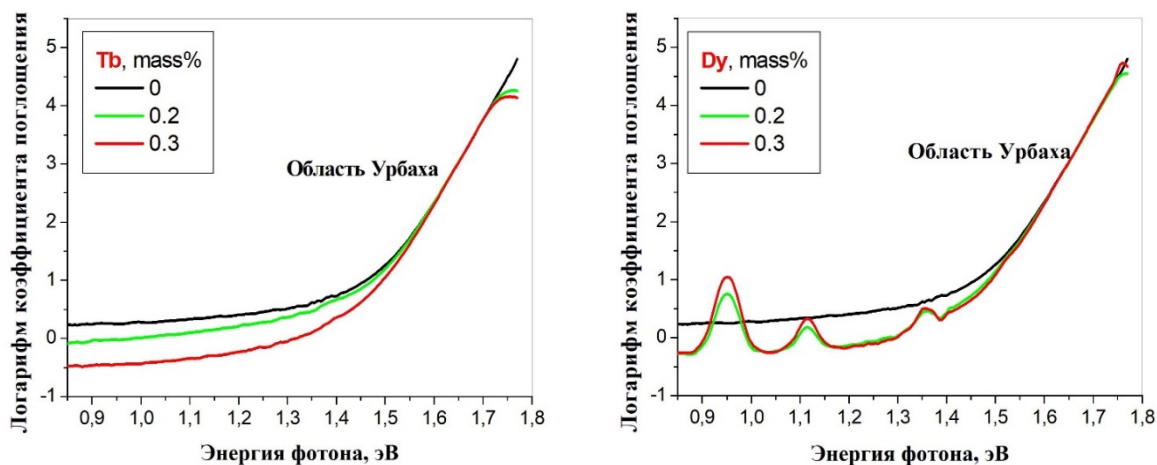 Логарифм коэффициента поглощения
5
4
3
2
1
0
-1
Tb, mass%
0
0.2
0.3
Область Урбаха
0,9 1,0 1,1 1,2 1,3 1,4 1,5 1,6 1,7 1,8
Энергия фотона, эВ
Логарифм коэффициента поглощения
5
4
3
2
1
0
-1
Dy, mass%
0
0.2
0.3
Область Урбаха
0,9 1,0 1,1 1,2 1,3 1,4 1,5 1,6 1,7 1,8
Энергия фотона, эВ